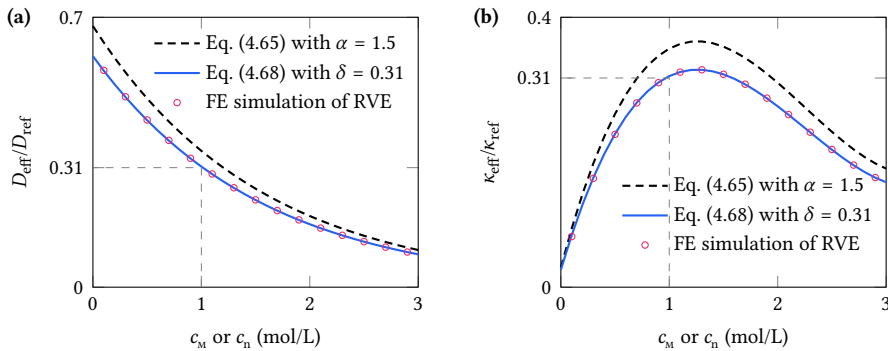 (a)
0.7
Eq. (4.65) with α = 1.5
Eq. (4.68) with δ = 0.31
FE simulation of RVE
D_eff/D_ref
0.31
0
0 1 2 3
c_M or c_n (mol/L)
(b)
0.4
0.31
κ_eff/κ_ref
Eq. (4.65) with α = 1.5
Eq. (4.68) with δ = 0.31
FE simulation of RVE
0
0 1 2 3
c_M or c_n (mol/L)